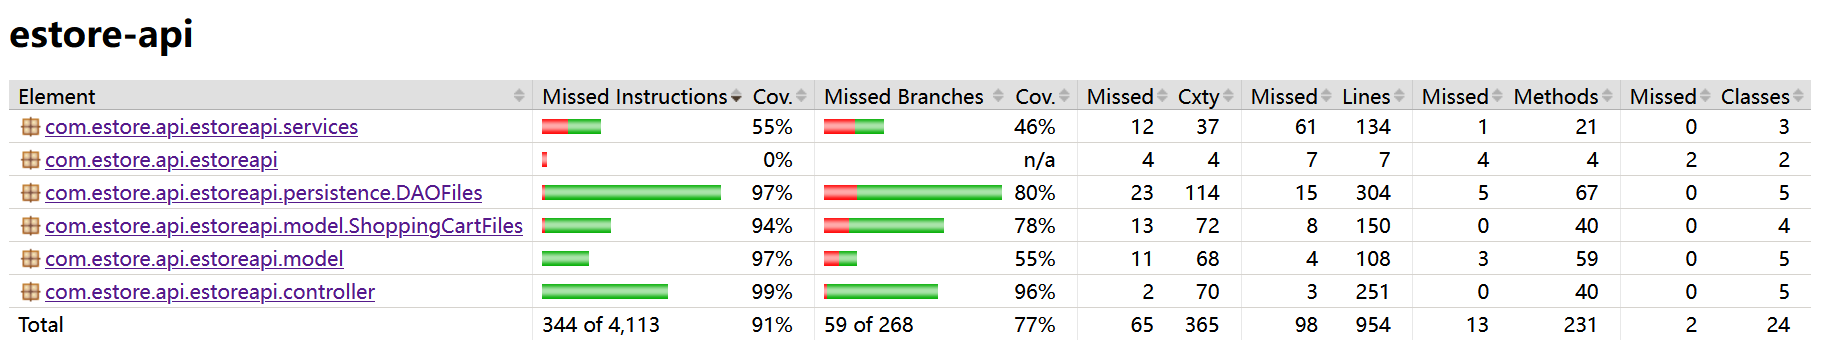 estore-api
Element Missed Instructions Cov. Missed Branches Cov. Missed Cxty Missed Lines Missed Methods Missed Classes
com.estore.api.estoreapi.services 55% 46% 12 37 61 134 1 21 0 3
com.estore.api.estoreapi 0% n/a 4 4 7 7 4 4 2 2
com.estore.api.estoreapi.persistence.DAOFiles 97% 80% 23 114 15 304 5 67 0 5
com.estore.api.estoreapi.model.ShoppingCartFiles 94% 78% 13 72 8 150 0 40 0 4
com.estore.api.estoreapi.model 97% 55% 11 68 4 108 3 59 0 5
com.estore.api.estoreapi.controller 99% 96% 2 70 3 251 0 40 0 5
Total 344 of 4,113 91% 59 of 268 77% 65 365 98 954 13 231 2 24